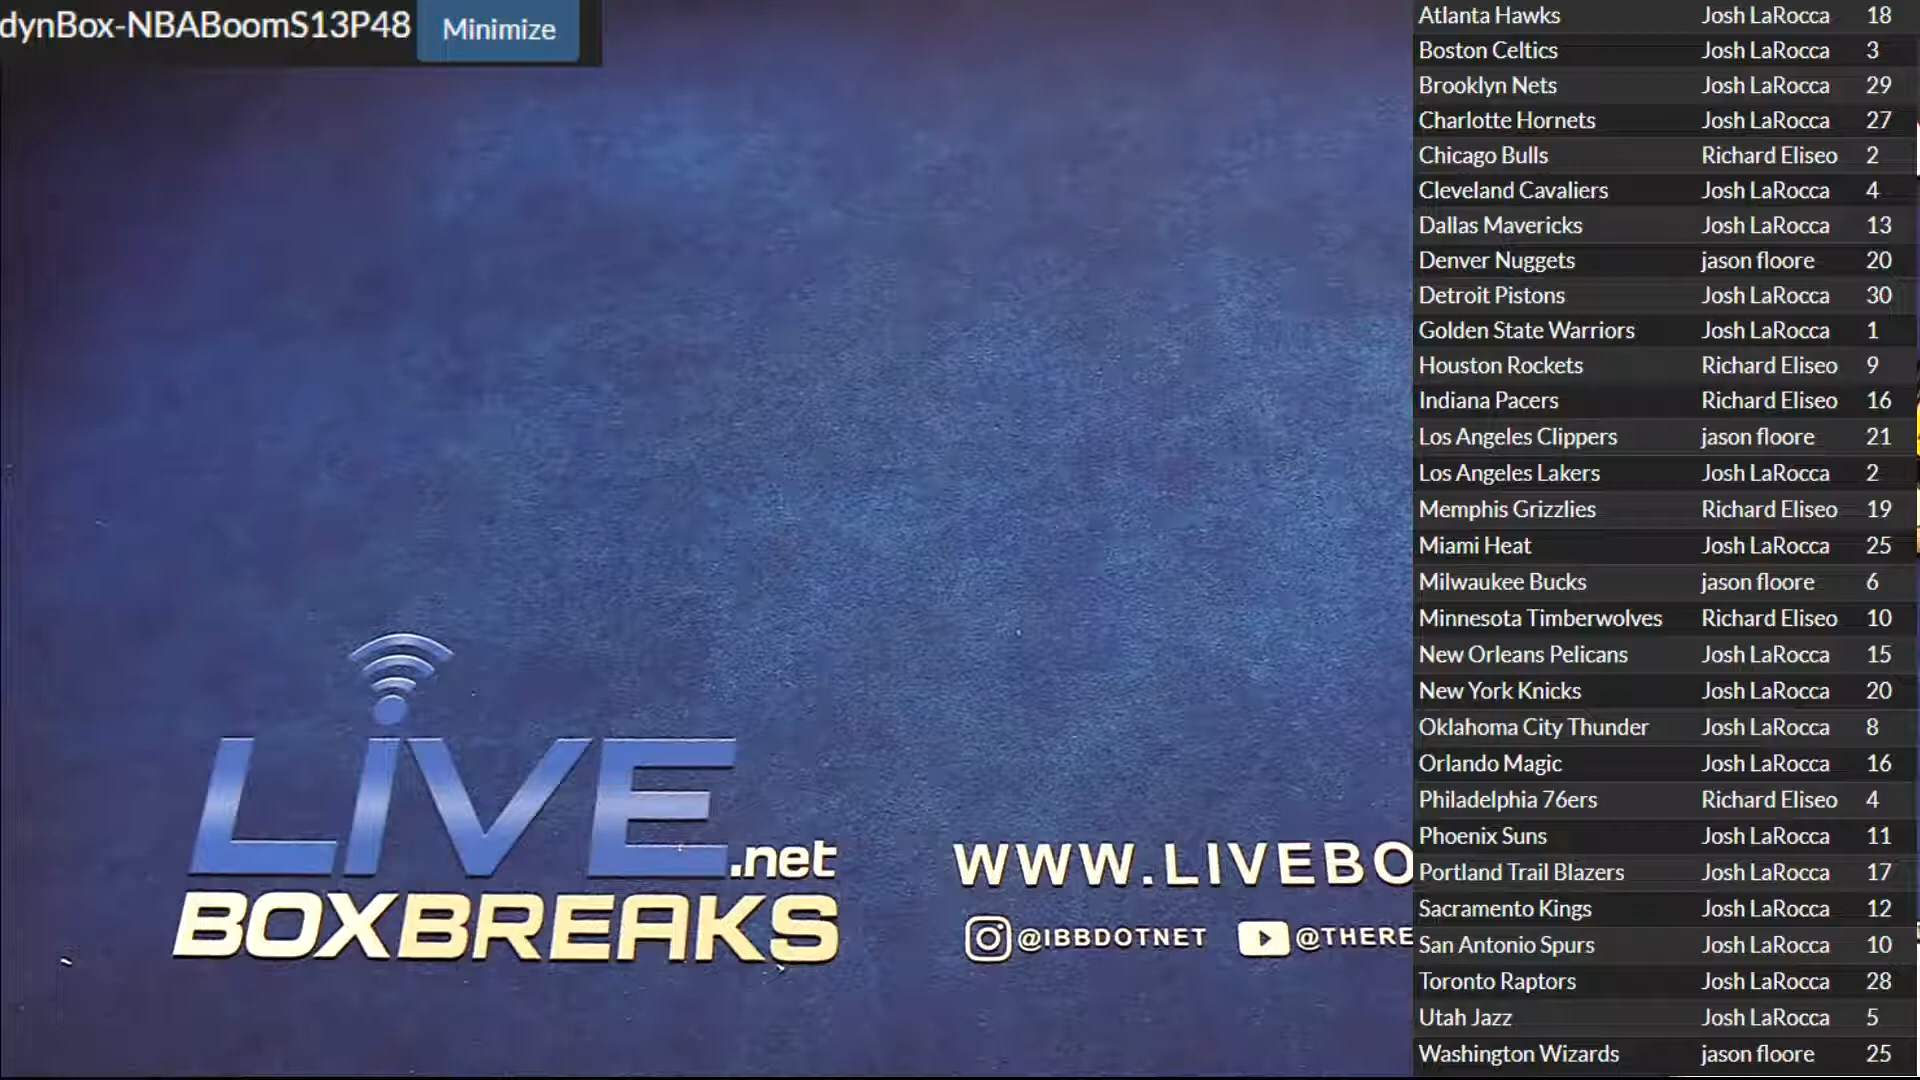 dynBox-NBABoomS13P48 Minimize
Atlanta Hawks Josh LaRocca 18
Boston Celtics Josh LaRocca 3
Brooklyn Nets Josh LaRocca 29
Charlotte Hornets Josh LaRocca 27
Chicago Bulls Richard Eliseo 2
Cleveland Cavaliers Josh LaRocca 4
Dallas Mavericks Josh LaRocca 13
Denver Nuggets jason floore 20
Detroit Pistons Josh LaRocca 30
Golden State Warriors Josh LaRocca 1
Houston Rockets Richard Eliseo 9
Indiana Pacers Richard Eliseo 16
Los Angeles Clippers jason floore 21
Los Angeles Lakers Josh LaRocca 2
Memphis Grizzlies Richard Eliseo 19
Miami Heat Josh LaRocca 25
Milwaukee Bucks jason floore 6
Minnesota Timberwolves Richard Eliseo 10
New Orleans Pelicans Josh LaRocca 15
New York Knicks Josh LaRocca 20
Oklahoma City Thunder Josh LaRocca 8
Orlando Magic Josh LaRocca 16
Philadelphia 76ers Richard Eliseo 4
Phoenix Suns Josh LaRocca 11
Portland Trail Blazers Josh LaRocca 17
Sacramento Kings Josh LaRocca 12
San Antonio Spurs Josh LaRocca 10
Toronto Raptors Josh LaRocca 28
Utah Jazz Josh LaRocca 5
Washington Wizards jason floore 25
LiVE.net
BOXBREAKS
WWW.LIVEBO
@IBBDOTNET @THERE